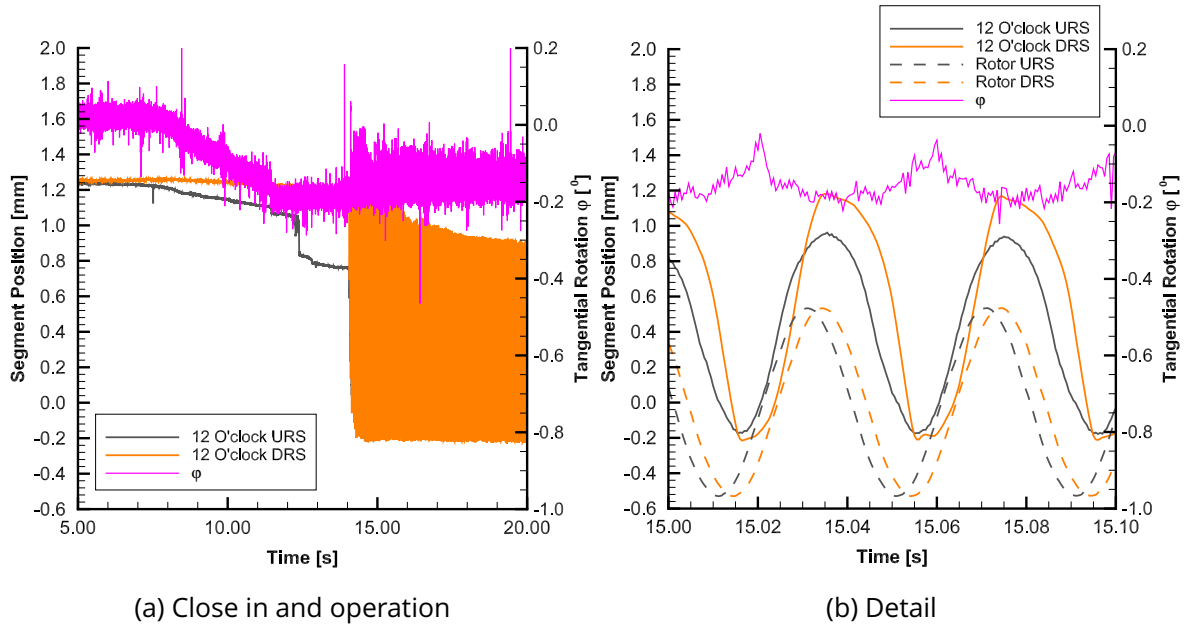 2.0
1.8
1.6
1.4
1.2
1.0
0.8
0.6
0.4
0.2
0.0
-0.2
-0.4
-0.6
Segment Position [mm]
0.2
0.0
-0.2
-0.4
-0.6
-0.8
-1.0
Tangential Rotation φ [°]
12 O'clock URS
12 O'clock DRS
φ
5.00 10.00 15.00 20.00
Time [s]
(a) Close in and operation
12 O'clock URS
12 O'clock DRS
Rotor URS
Rotor DRS
φ
2.0
1.8
1.6
1.4
1.2
1.0
0.8
0.6
0.4
0.2
0.0
-0.2
-0.4
-0.6
Segment Position [mm]
0.2
0.0
-0.2
-0.4
-0.6
-0.8
-1.0
Tangential Rotation φ [°]
15.00 15.02 15.04 15.06 15.08 15.10
Time [s]
(b) Detail